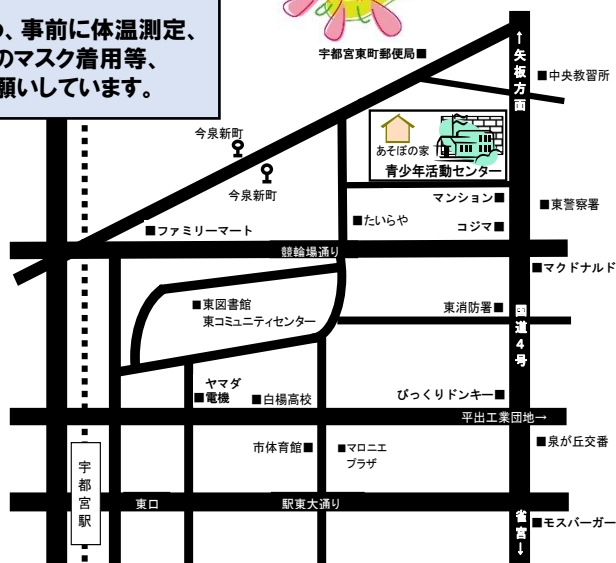 、事前に体温測定、
のマスク着用等、
願いしています。
宇都宮東町郵便局■
↑矢板方面
■中央教習所
今泉新町
あそぼの家
青少年活動センター
今泉新町
マンション■
■東警察署
■ファミリーマート
■たいらや
コジマ■
競輪場通り
■マクドナルド
■東図書館
東コミュニティセンター
東消防署■
国道4号
ヤマダ
■電機
■白楊高校
びっくりドンキー■
平出工業団地→
市体育館■
■マロニエ
プラザ
■泉が丘交番
宇都宮駅
東口
駅東大通り
雀宮↓
■モスバーガー